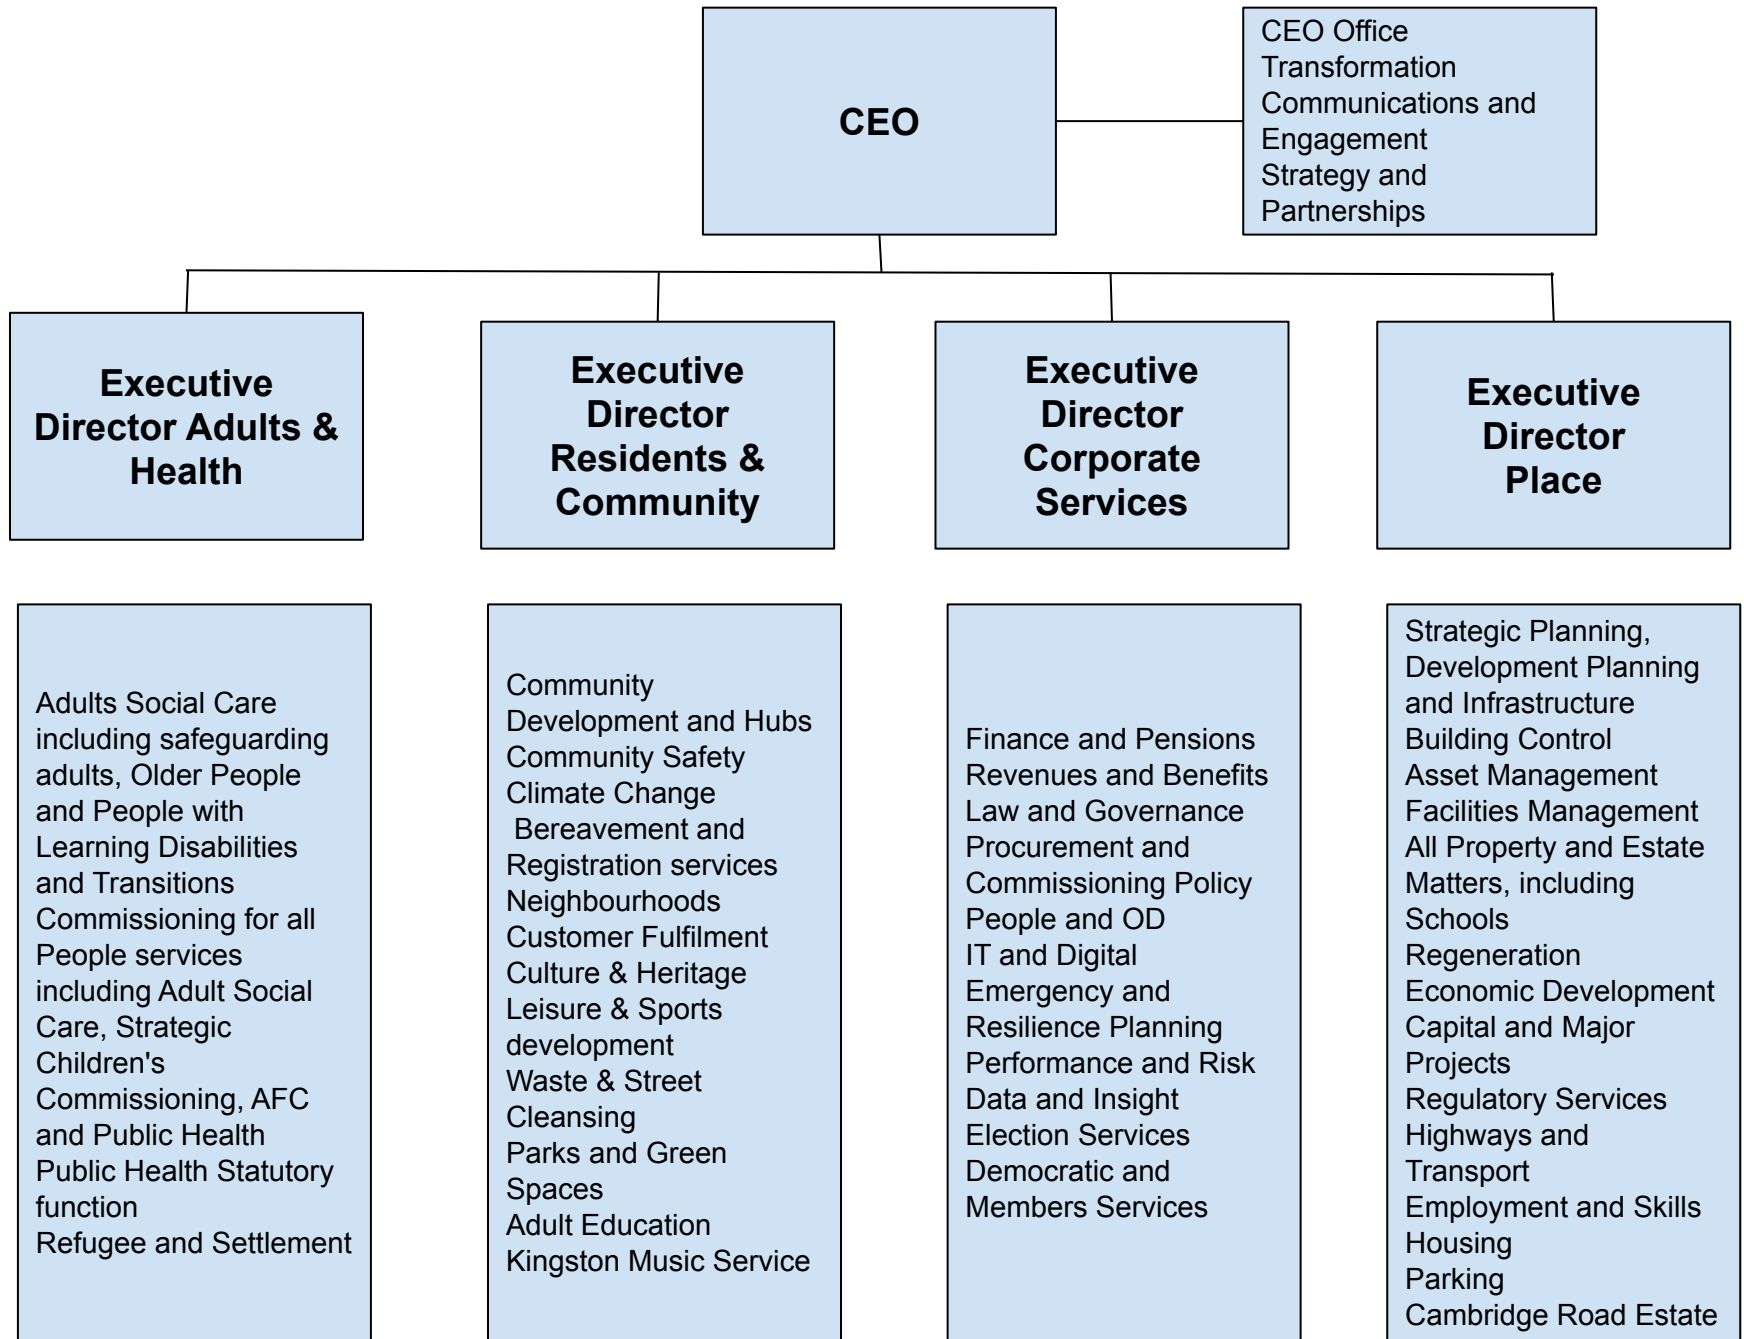 CEO
CEO Office
Transformation
Communications and
Engagement
Strategy and
Partnerships
Executive
Director Adults &
Health
Executive
Director
Residents &
Community
Executive
Director
Corporate
Services
Executive
Director
Place
Adults Social Care
including safeguarding
adults, Older People
and People with
Learning Disabilities
and Transitions
Commissioning for all
People services
including Adult Social
Care, Strategic
Children's
Commissioning, AFC
and Public Health
Public Health Statutory
function
Refugee and Settlement
Community
Development and Hubs
Community Safety
Climate Change
Bereavement and
Registration services
Neighbourhoods
Customer Fulfilment
Culture & Heritage
Leisure & Sports
development
Waste & Street
Cleansing
Parks and Green
Spaces
Adult Education
Kingston Music Service
Finance and Pensions
Revenues and Benefits
Law and Governance
Procurement and
Commissioning Policy
People and OD
IT and Digital
Emergency and
Resilience Planning
Performance and Risk
Data and Insight
Election Services
Democratic and
Members Services
Strategic Planning,
Development Planning
and Infrastructure
Building Control
Asset Management
Facilities Management
All Property and Estate
Matters, including
Schools
Regeneration
Economic Development
Capital and Major
Projects
Regulatory Services
Highways and
Transport
Employment and Skills
Housing
Parking
Cambridge Road Estate